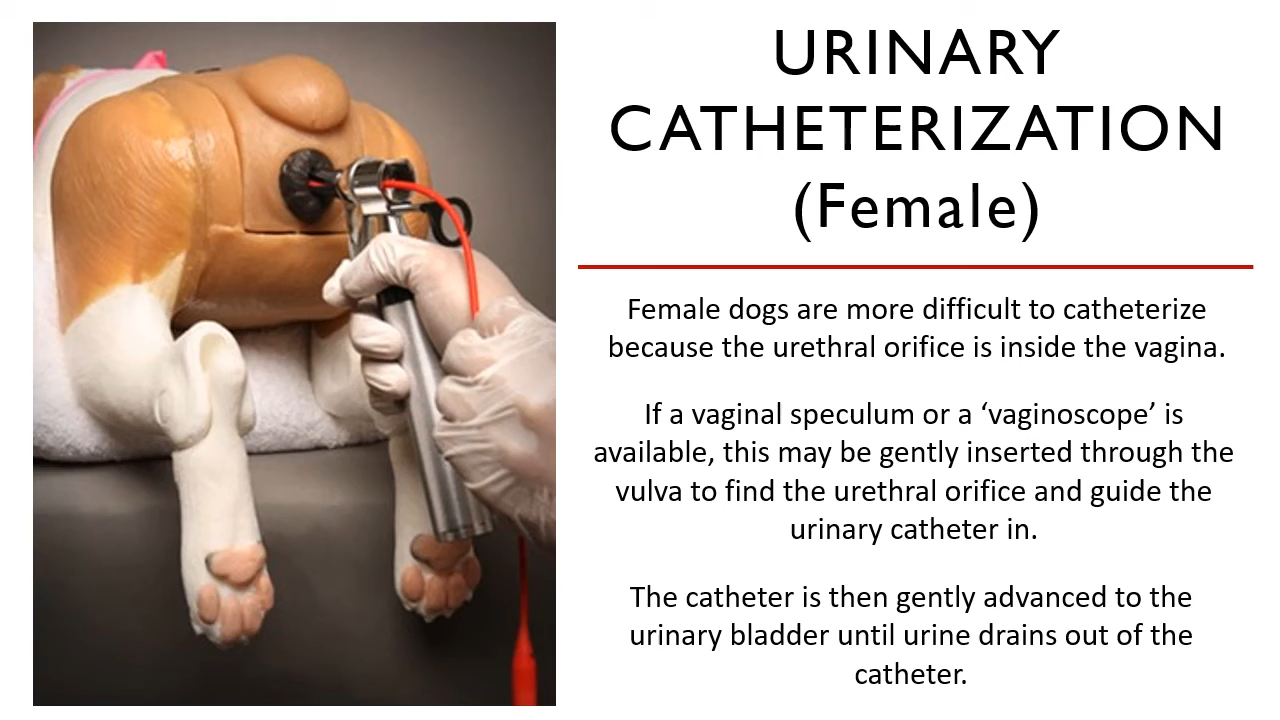 URINARY
CATHETERIZATION
(Female)
Female dogs are more difficult to catheterize
because the urethral orifice is inside the vagina.
If a vaginal speculum or a ‘vaginoscope’ is
available, this may be gently inserted through the
vulva to find the urethral orifice and guide the
urinary catheter in.
The catheter is then gently advanced to the
urinary bladder until urine drains out of the
catheter.